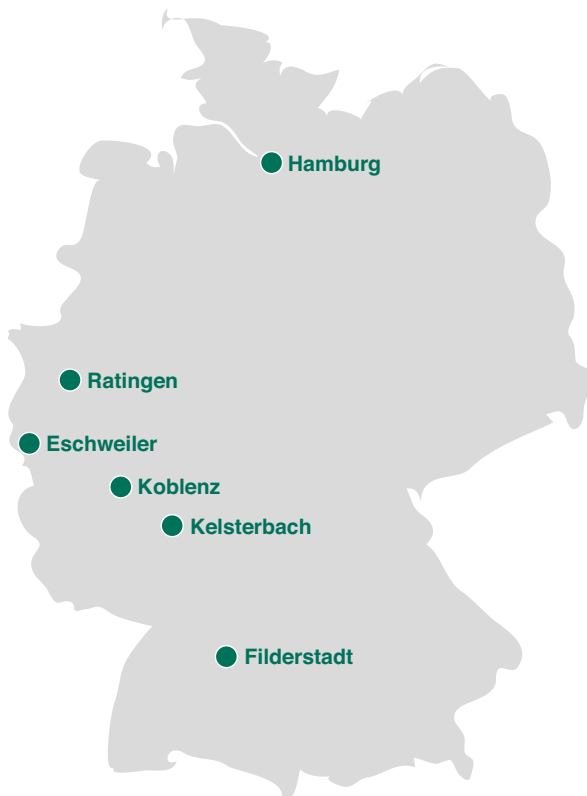 Hamburg
Ratingen
Eschweiler
Koblenz
Kelsterbach
Filderstadt